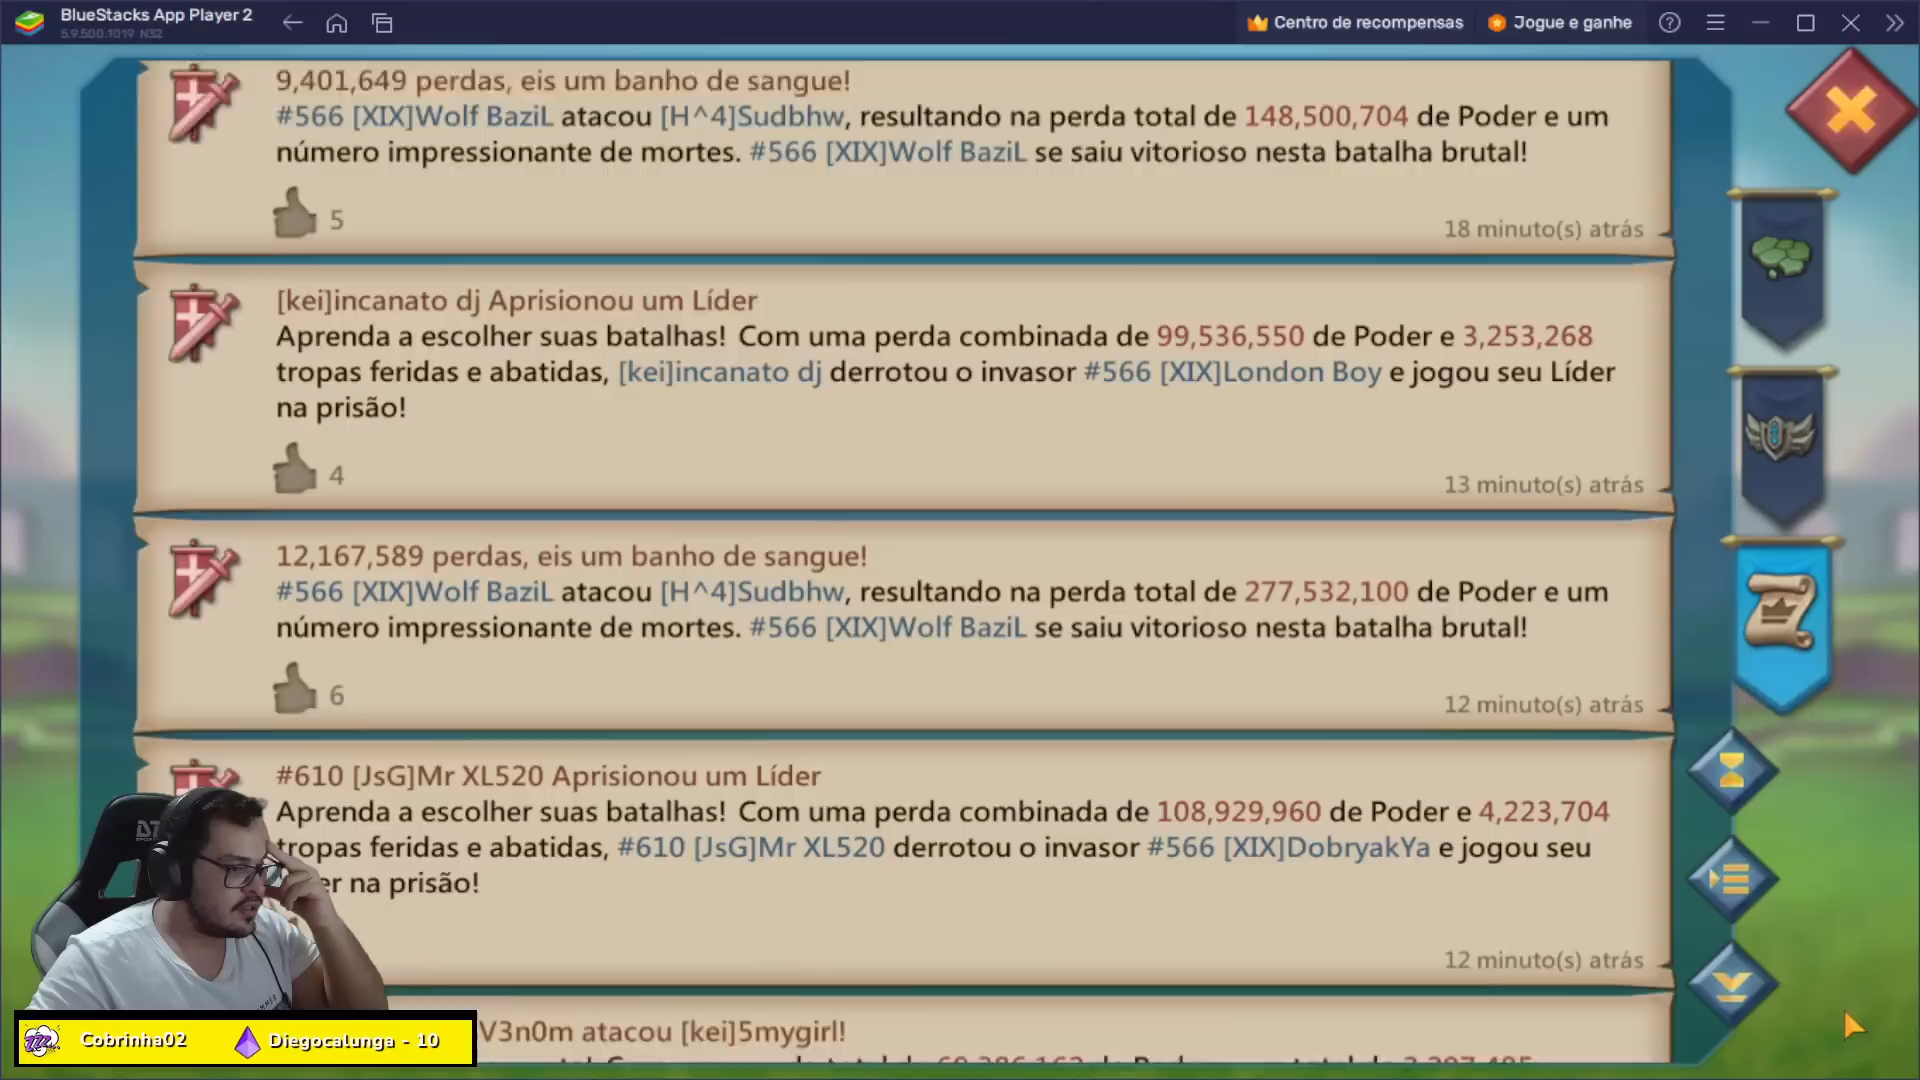 BlueStacks App Player 2
5.9.500.1019 N32
Centro de recompensas
Jogue e ganhe
9,401,649 perdas, eis um banho de sangue!
#566 [XIX]Wolf BaziL atacou [H^4]Sudbhw, resultando na perda total de 148,500,704 de Poder e um
número impressionante de mortes. #566 [XIX]Wolf BaziL se saiu vitorioso nesta batalha brutal!
5
18 minuto(s) atrás
[kei]incanato dj Aprisionou um Líder
Aprenda a escolher suas batalhas! Com uma perda combinada de 99,536,550 de Poder e 3,253,268
tropas feridas e abatidas, [kei]incanato dj derrotou o invasor #566 [XIX]London Boy e jogou seu Líder
na prisão!
4
13 minuto(s) atrás
12,167,589 perdas, eis um banho de sangue!
#566 [XIX]Wolf BaziL atacou [H^4]Sudbhw, resultando na perda total de 277,532,100 de Poder e um
número impressionante de mortes. #566 [XIX]Wolf BaziL se saiu vitorioso nesta batalha brutal!
6
12 minuto(s) atrás
#610 [JsG]Mr XL520 Aprisionou um Líder
Aprenda a escolher suas batalhas! Com uma perda combinada de 108,929,960 de Poder e 4,223,704
tropas feridas e abatidas, #610 [JsG]Mr XL520 derrotou o invasor #566 [XIX]DobryakYa e jogou seu
er na prisão!
12 minuto(s) atrás
V3n0m atacou [kei]5mygirl!
Cobrinha02
Diegocalunga - 10